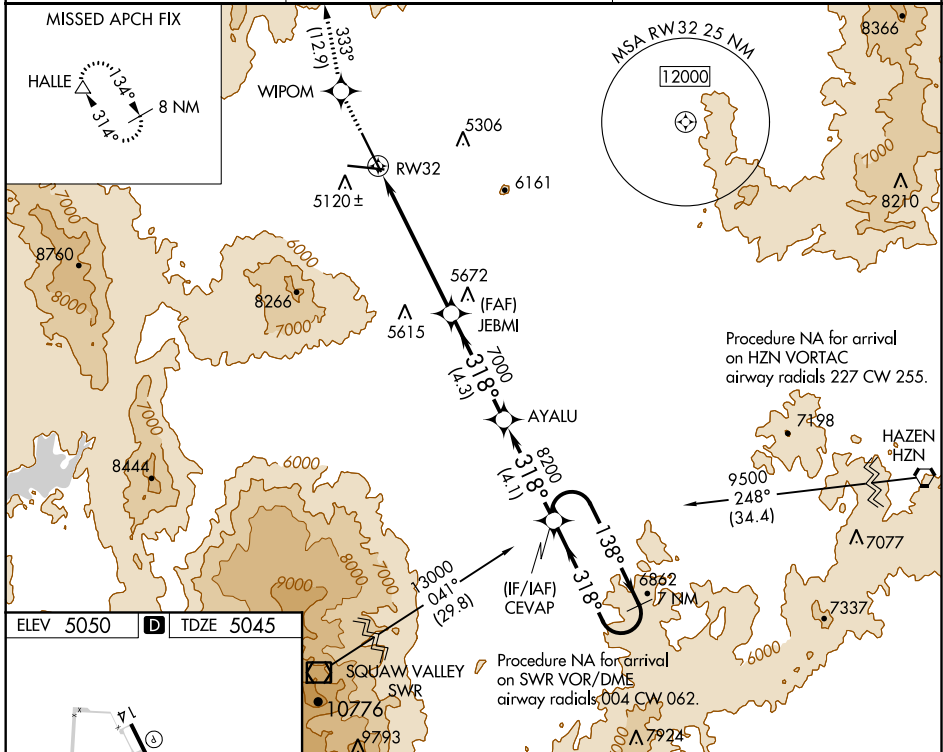 MISSED APCH FIX
HALLE
134°
314°
8 NM
333°
(12.9)
WIPOM
RW32
5306
5120 ±
6161
MSA RW32 25 NM
12000
8366
7000
8210
7000
8760
8000
6000
8266
7000
5672
5615
(FAF)
JEBMI
7000
318°
(4.3)
AYALU
8200
318°
(4.1)
Procedure NA for arrival
on HZN VORTAC
airway radials 227 CW 255.
7198
HAZEN
HZN
9500
248°
(34.4)
7077
7000
8444
6000
7000
8000
9000
13000
041°
(29.8)
(IF/IAF)
CEVAP
138°
318°
6862
7 NM
7337
6000
ELEV 5050
D
TDZE 5045
SQUAW VALLEY
SWR
10776
9793
Procedure NA for arrival
on SWR VOR/DME
airway radials 004 CW 062.
7924
14
P